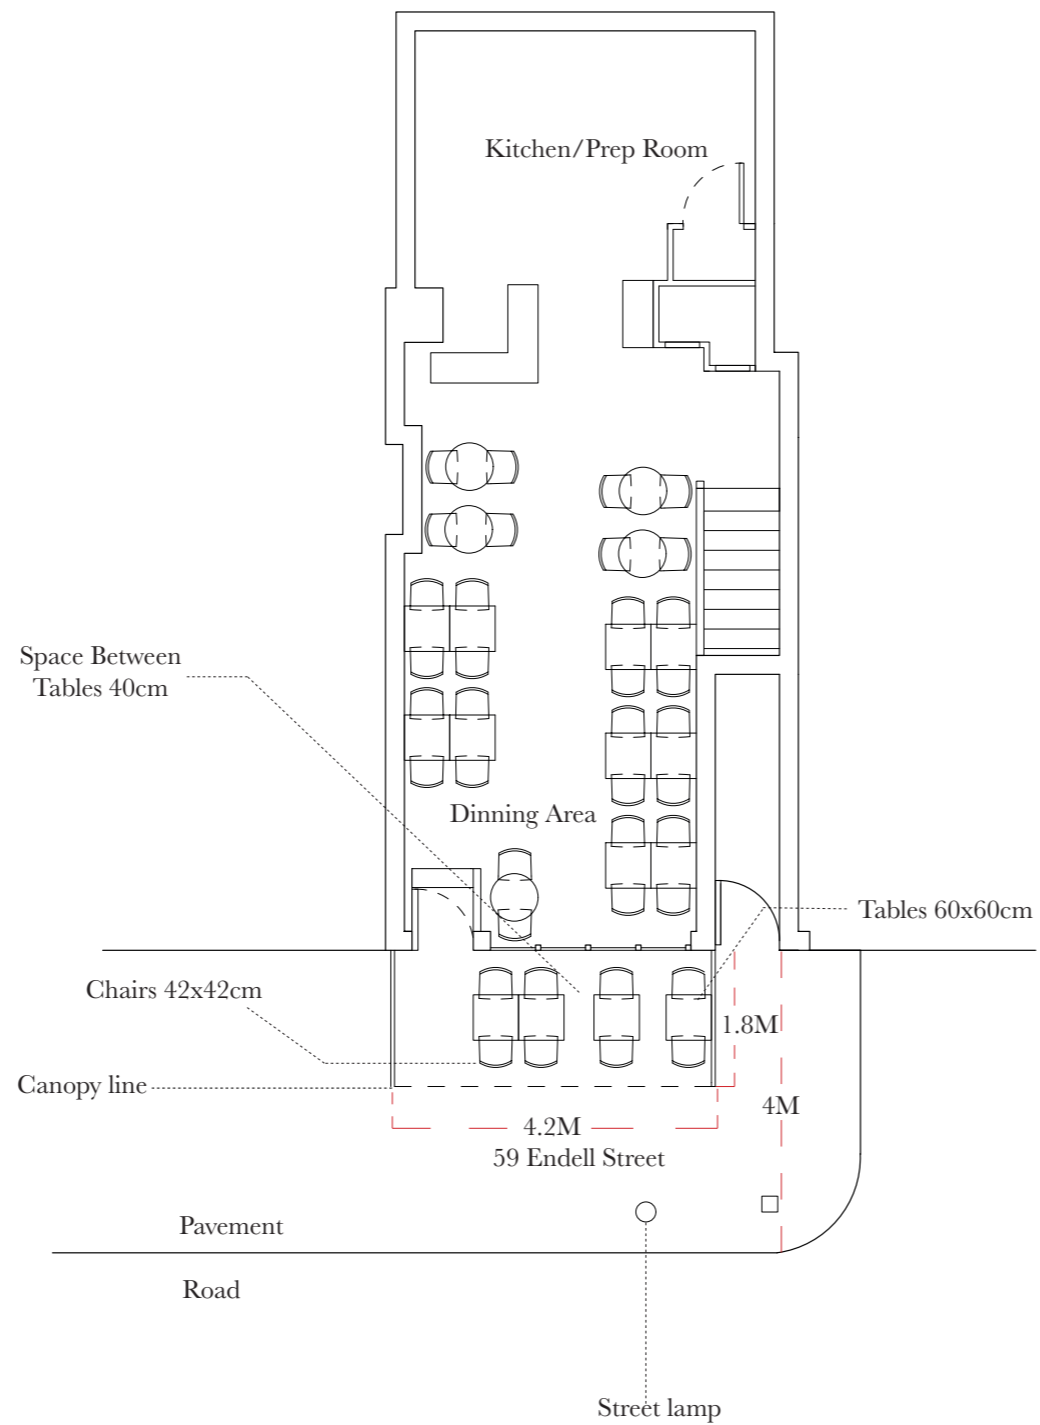 Kitchen/Prep Room
Space Between
Tables 40cm
Dinning Area
Tables 60x60cm
Chairs 42x42cm
1.8M
Canopy line
4M
4.2M
59 Endell Street
Pavement
Road
Street lamp